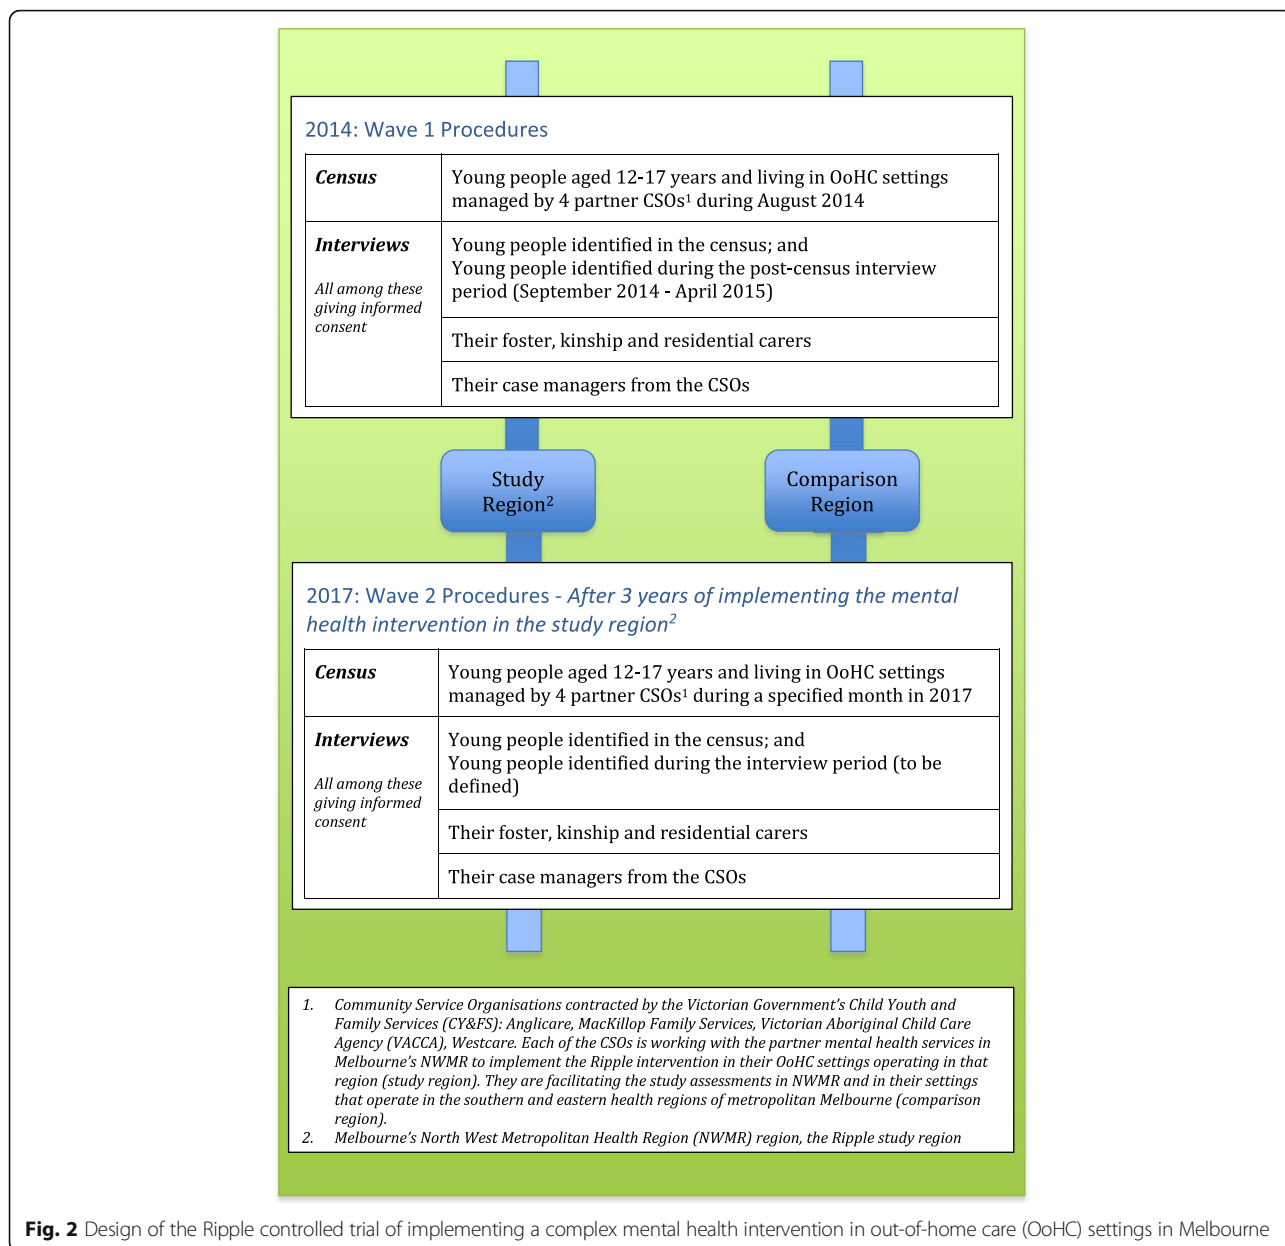 2014: Wave 1 Procedures
Census
Young people aged 12-17 years and living in OoHC settings
managed by 4 partner CSOs¹ during August 2014
Interviews
All among these
giving informed
consent
Young people identified in the census; and
Young people identified during the post-census interview
period (September 2014 - April 2015)
Their foster, kinship and residential carers
Their case managers from the CSOs
Study
Region²
Comparison
Region
2017: Wave 2 Procedures - After 3 years of implementing the mental
health intervention in the study region²
Census
Young people aged 12-17 years and living in OoHC settings
managed by 4 partner CSOs¹ during a specified month in 2017
Interviews
All among these
giving informed
consent
Young people identified in the census; and
Young people identified during the interview period (to be
defined)
Their foster, kinship and residential carers
Their case managers from the CSOs
1. Community Service Organisations contracted by the Victorian Government's Child Youth and
Family Services (CY&FS): Anglicare, MacKillop Family Services, Victorian Aboriginal Child Care
Agency (VACCA), Westcare. Each of the CSOs is working with the partner mental health services in
Melbourne's NWMR to implement the Ripple intervention in their OoHC settings operating in that
region (study region). They are facilitating the study assessments in NWMR and in their settings
that operate in the southern and eastern health regions of metropolitan Melbourne (comparison
region).
2. Melbourne's North West Metropolitan Health Region (NWMR) region, the Ripple study region
Fig. 2 Design of the Ripple controlled trial of implementing a complex mental health intervention in out-of-home care (OoHC) settings in Melbourne